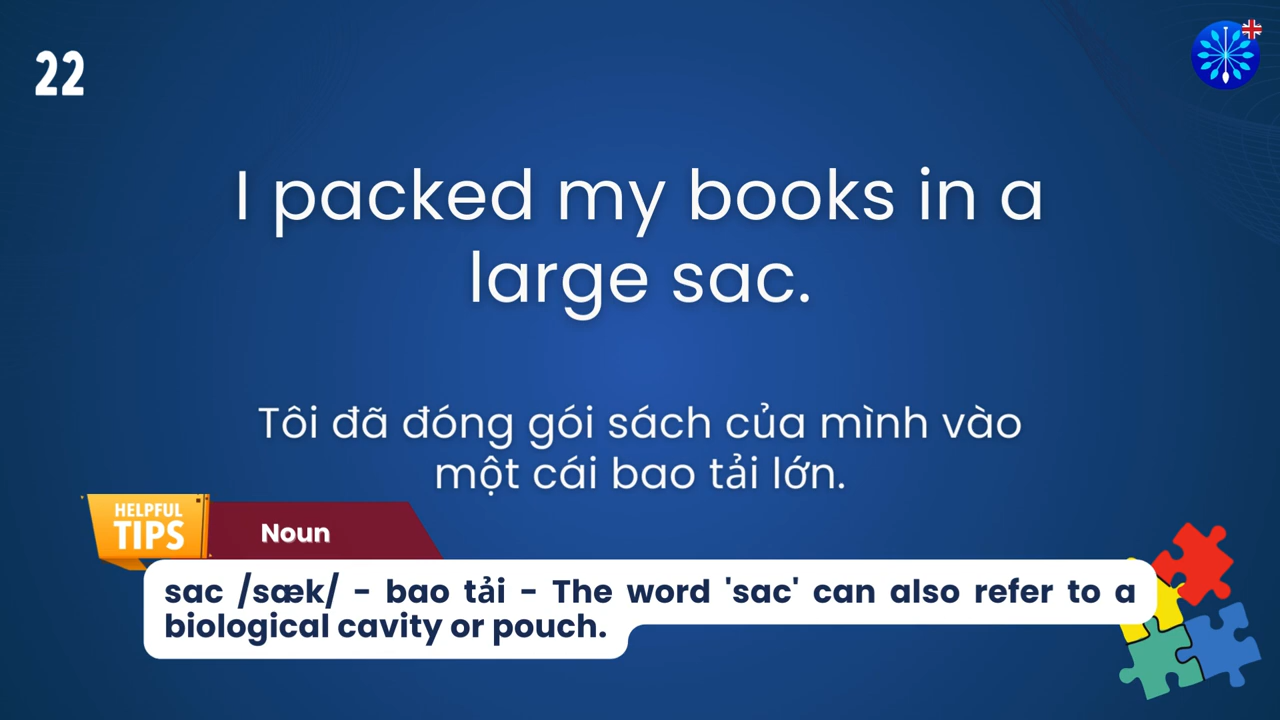 22
I packed my books in a
large sac.
Tôi đã đóng gói sách của mình vào
một cái bao tải lớn.
HELPFUL
TIPS
Noun
sac /sæk/ - bao tải - The word 'sac' can also refer to a
biological cavity or pouch.